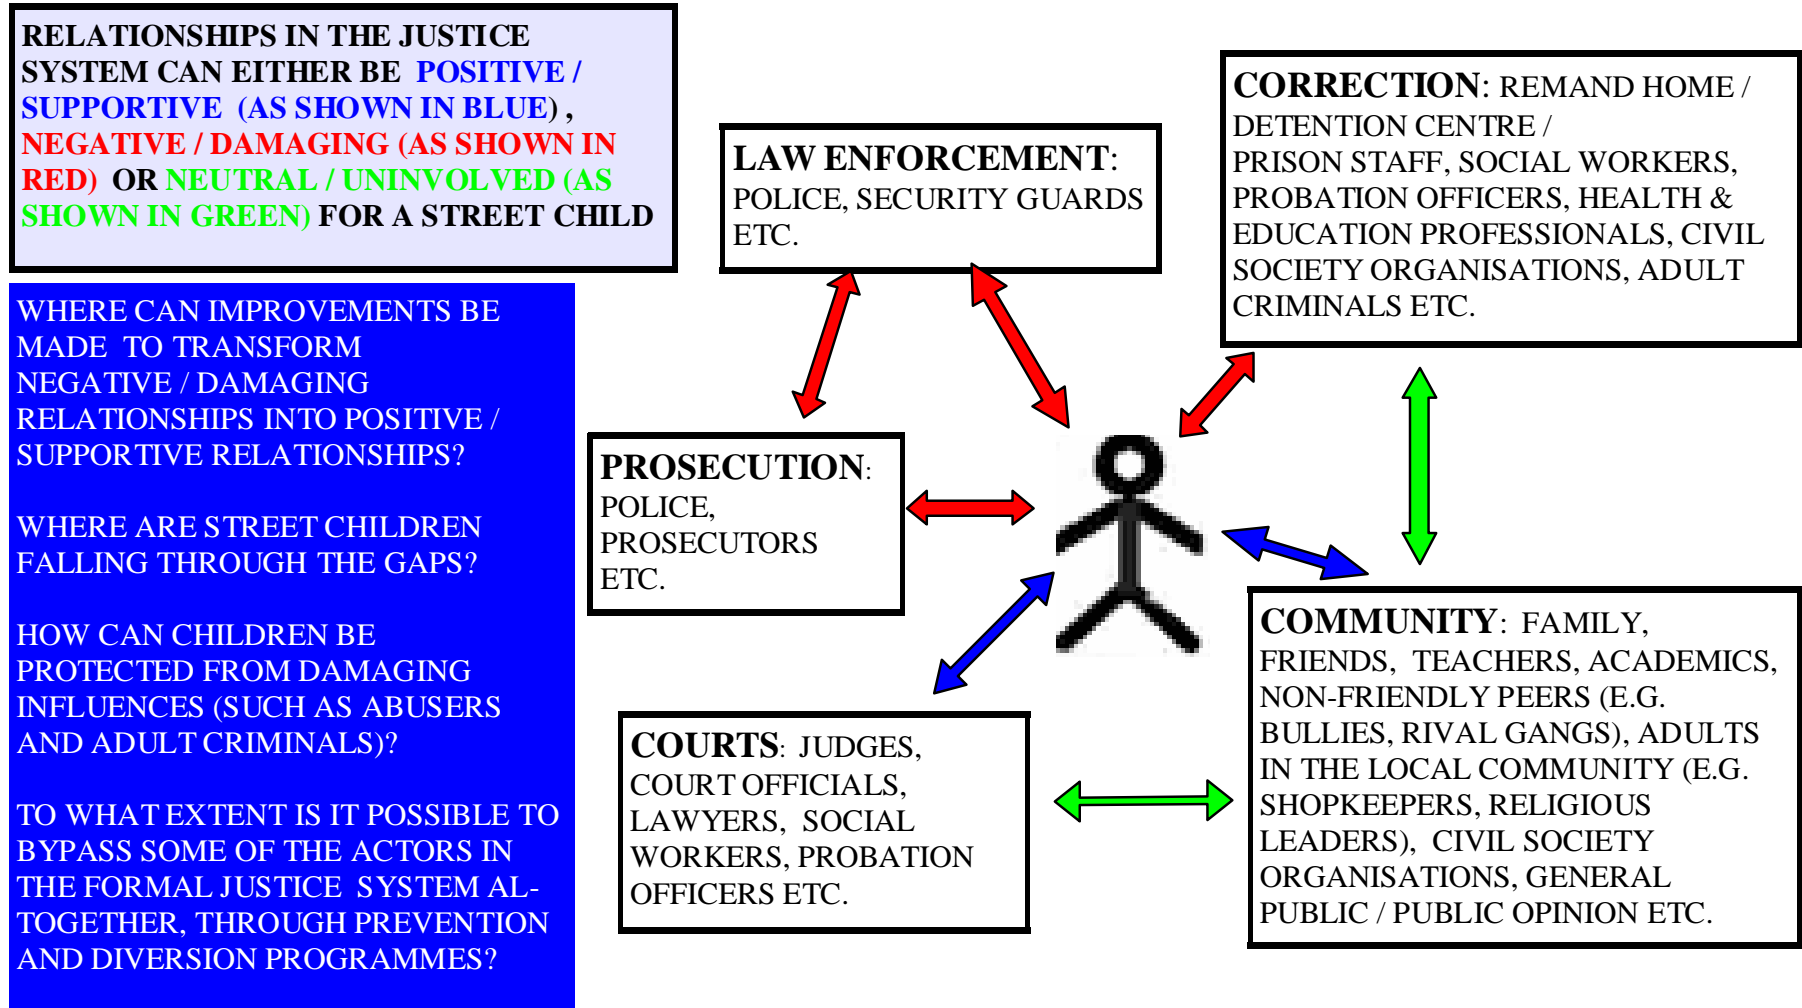 RELATIONSHIPS IN THE JUSTICE
SYSTEM CAN EITHER BE POSITIVE /
SUPPORTIVE (AS SHOWN IN BLUE) ,
NEGATIVE / DAMAGING (AS SHOWN IN
RED) OR NEUTRAL / UNINVOLVED (AS
SHOWN IN GREEN) FOR A STREET CHILD
WHERE CAN IMPROVEMENTS BE
MADE TO TRANSFORM
NEGATIVE / DAMAGING
RELATIONSHIPS INTO POSITIVE /
SUPPORTIVE RELATIONSHIPS?
WHERE ARE STREET CHILDREN
FALLING THROUGH THE GAPS?
HOW CAN CHILDREN BE
PROTECTED FROM DAMAGING
INFLUENCES (SUCH AS ABUSERS
AND ADULT CRIMINALS)?
TO WHAT EXTENT IS IT POSSIBLE TO
BYPASS SOME OF THE ACTORS IN
THE FORMAL JUSTICE SYSTEM AL-
TOGETHER, THROUGH PREVENTION
AND DIVERSION PROGRAMMES?
LAW ENFORCEMENT:
POLICE, SECURITY GUARDS
ETC.
CORRECTION: REMAND HOME /
DETENTION CENTRE /
PRISON STAFF, SOCIAL WORKERS,
PROBATION OFFICERS, HEALTH &
EDUCATION PROFESSIONALS, CIVIL
SOCIETY ORGANISATIONS, ADULT
CRIMINALS ETC.
PROSECUTION:
POLICE,
PROSECUTORS
ETC.
COURTS: JUDGES,
COURT OFFICIALS,
LAWYERS, SOCIAL
WORKERS, PROBATION
OFFICERS ETC.
COMMUNITY: FAMILY,
FRIENDS, TEACHERS, ACADEMICS,
NON-FRIENDLY PEERS (E.G.
BULLIES, RIVAL GANGS), ADULTS
IN THE LOCAL COMMUNITY (E.G.
SHOPKEEPERS, RELIGIOUS
LEADERS), CIVIL SOCIETY
ORGANISATIONS, GENERAL
PUBLIC / PUBLIC OPINION ETC.